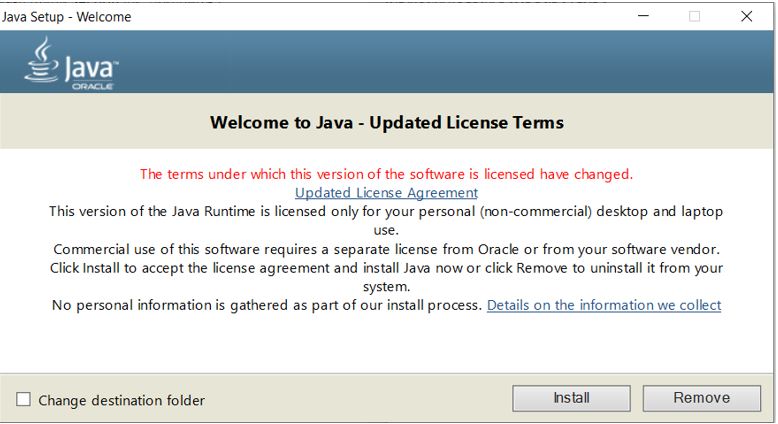 Java Setup - Welcome
Java™
ORACLE
Welcome to Java - Updated License Terms
The terms under which this version of the software is licensed have changed.
Updated License Agreement
This version of the Java Runtime is licensed only for your personal (non-commercial) desktop and laptop
use.
Commercial use of this software requires a separate license from Oracle or from your software vendor.
Click Install to accept the license agreement and install Java now or click Remove to uninstall it from your
system.
No personal information is gathered as part of our install process. Details on the information we collect
Change destination folder
Install
Remove